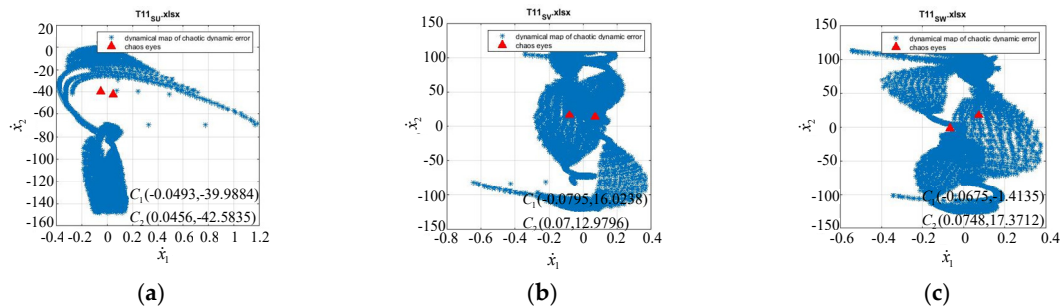 T11_SU.xlsx
dynamical map of chaotic dynamic error
chaos eyes
ẋ₂
20
0
-20
-40
-60
-80
-100
-120
-140
-160
C₁(-0.0493,-39.9884)
C₂(0.0456,-42.5835)
-0.4 -0.2 0 0.2 0.4 0.6 0.8 1 1.2
ẋ₁
(a)
T11_SV.xlsx
dynamical map of chaotic dynamic error
chaos eyes
ẋ₂
150
100
50
0
-50
-100
-150
C₁(-0.0795,16.0238)
C₂(0.07,12.9796)
-0.8 -0.6 -0.4 -0.2 0 0.2 0.4
ẋ₁
(b)
T11_SW.xlsx
dynamical map of chaotic dynamic error
chaos eyes
ẋ₂
150
100
50
0
-50
-100
-150
C₁(-0.0675,-1.4135)
C₂(0.0748,17.3712)
-0.6 -0.4 -0.2 0 0.2 0.4
ẋ₁
(c)